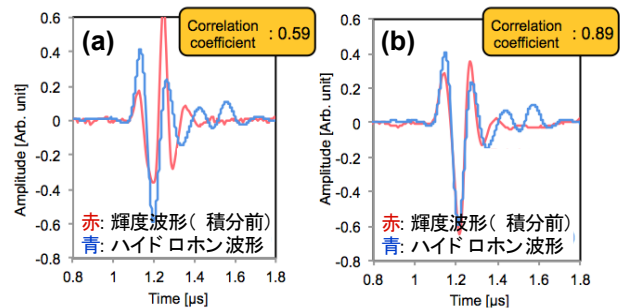 (a)
Correlation
coefficient : 0.59
0.6
0.4
0.2
0
-0.2
-0.4
-0.6
-0.8
Amplitude [Arb. unit]
赤: 輝度波形( 積分前)
青: ハイドロホン波形
0.8 1 1.2 1.4 1.6 1.8
Time [μs]
(b)
Correlation
coefficient : 0.89
0.6
0.4
0.2
0
-0.2
-0.4
-0.6
-0.8
Amplitude [Arb. unit]
赤: 輝度波形( 積分前)
青: ハイドロホン波形
0.8 1 1.2 1.4 1.6 1.8
Time [μs]